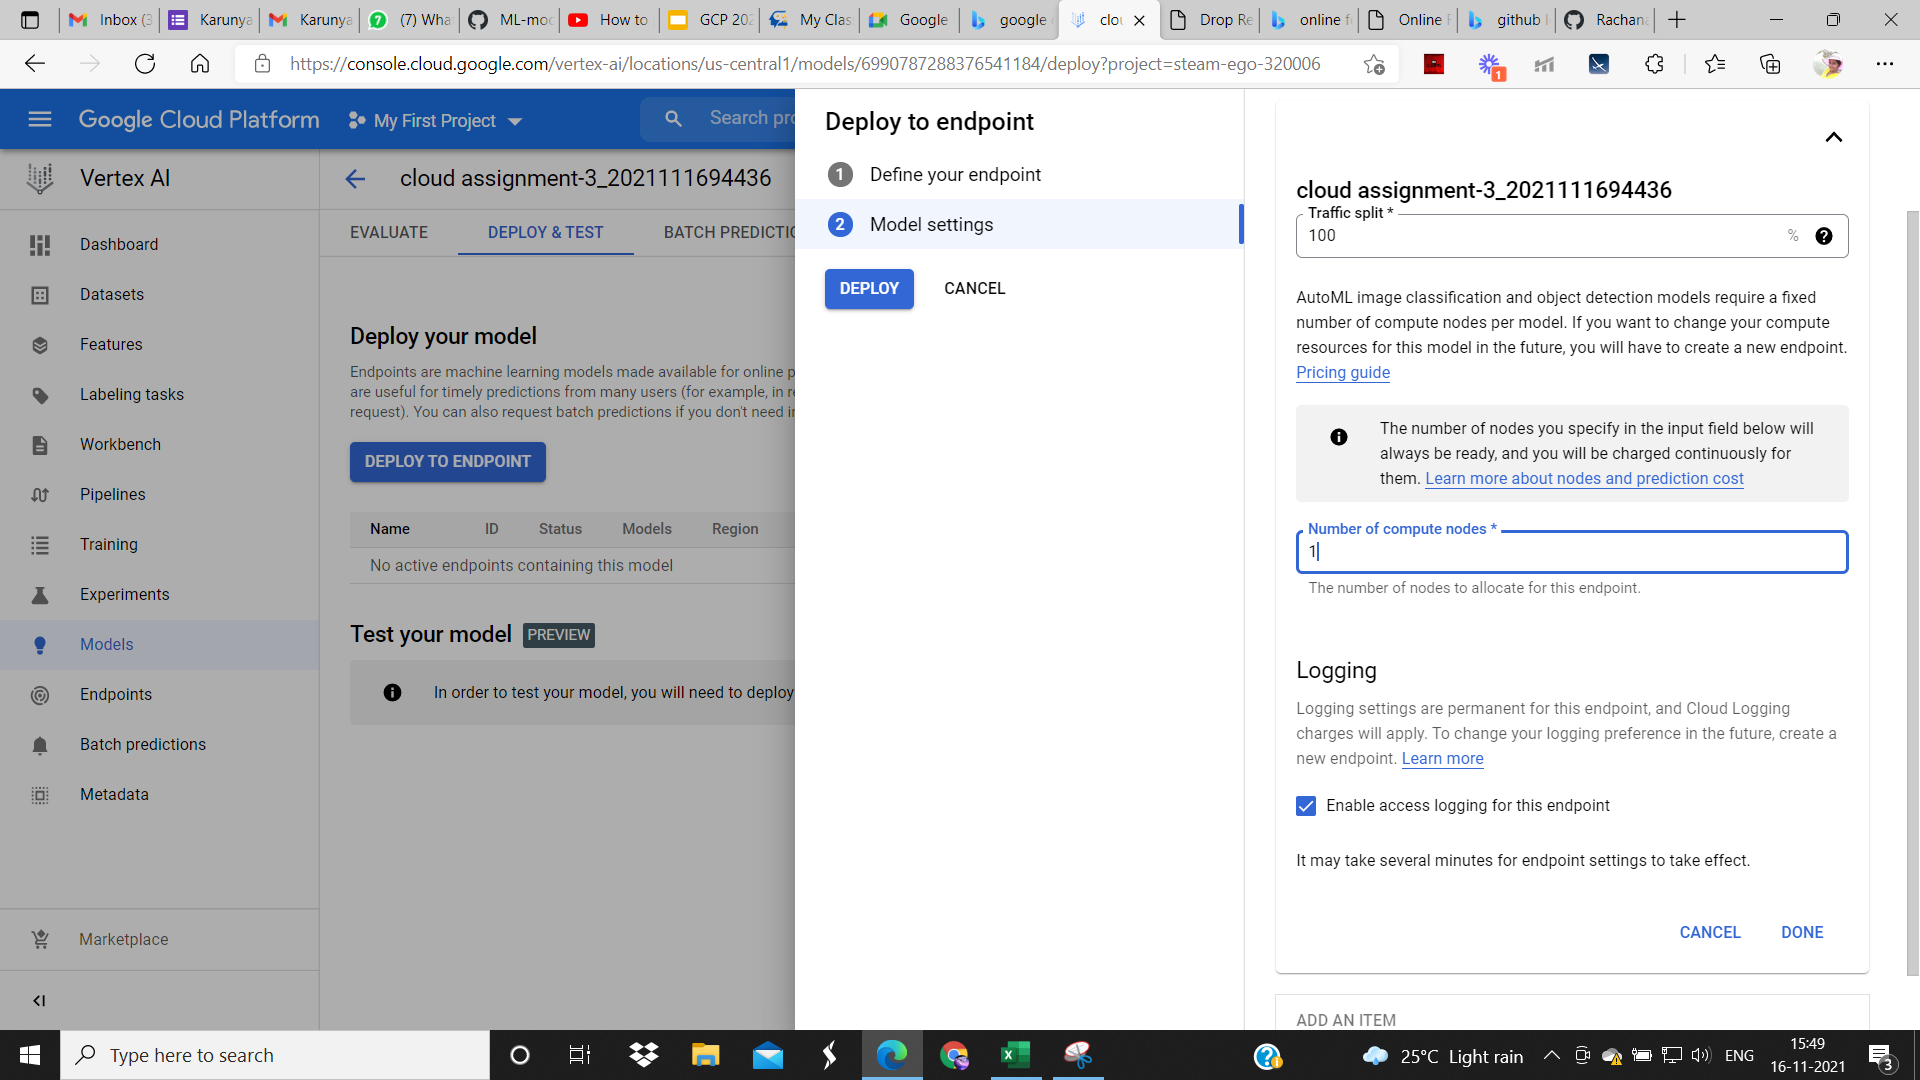 Inbox (3
Karunya
Karunya
(7) Wha
ML-moc
How to
GCP 202
My Clas
Google
google
clou
Drop Re
online f
Online F
github l
Rachana
https://console.cloud.google.com/vertex-ai/locations/us-central1/models/6990787288376541184/deploy?project=steam-ego-320006
1
Google Cloud Platform
My First Project
Search pro
Vertex AI
cloud assignment-3_2021111694436
Dashboard
Datasets
Features
Labeling tasks
Workbench
Pipelines
Training
Experiments
Models
Endpoints
Batch predictions
Metadata
Marketplace
EVALUATE
DEPLOY & TEST
BATCH PREDICTIO
Deploy your model
Endpoints are machine learning models made available for online p
are useful for timely predictions from many users (for example, in r
request). You can also request batch predictions if you don't need i
DEPLOY TO ENDPOINT
Name ID Status Models Region
No active endpoints containing this model
Test your model PREVIEW
In order to test your model, you will need to deploy
Deploy to endpoint
1 Define your endpoint
2 Model settings
DEPLOY
CANCEL
cloud assignment-3_2021111694436
Traffic split *
100 %
AutoML image classification and object detection models require a fixed
number of compute nodes per model. If you want to change your compute
resources for this model in the future, you will have to create a new endpoint.
Pricing guide
The number of nodes you specify in the input field below will
always be ready, and you will be charged continuously for
them. Learn more about nodes and prediction cost
Number of compute nodes *
1
The number of nodes to allocate for this endpoint.
Logging
Logging settings are permanent for this endpoint, and Cloud Logging
charges will apply. To change your logging preference in the future, create a
new endpoint. Learn more
Enable access logging for this endpoint
It may take several minutes for endpoint settings to take effect.
CANCEL
DONE
ADD AN ITEM
Type here to search
25°C Light rain
ENG
15:49
16-11-2021
3